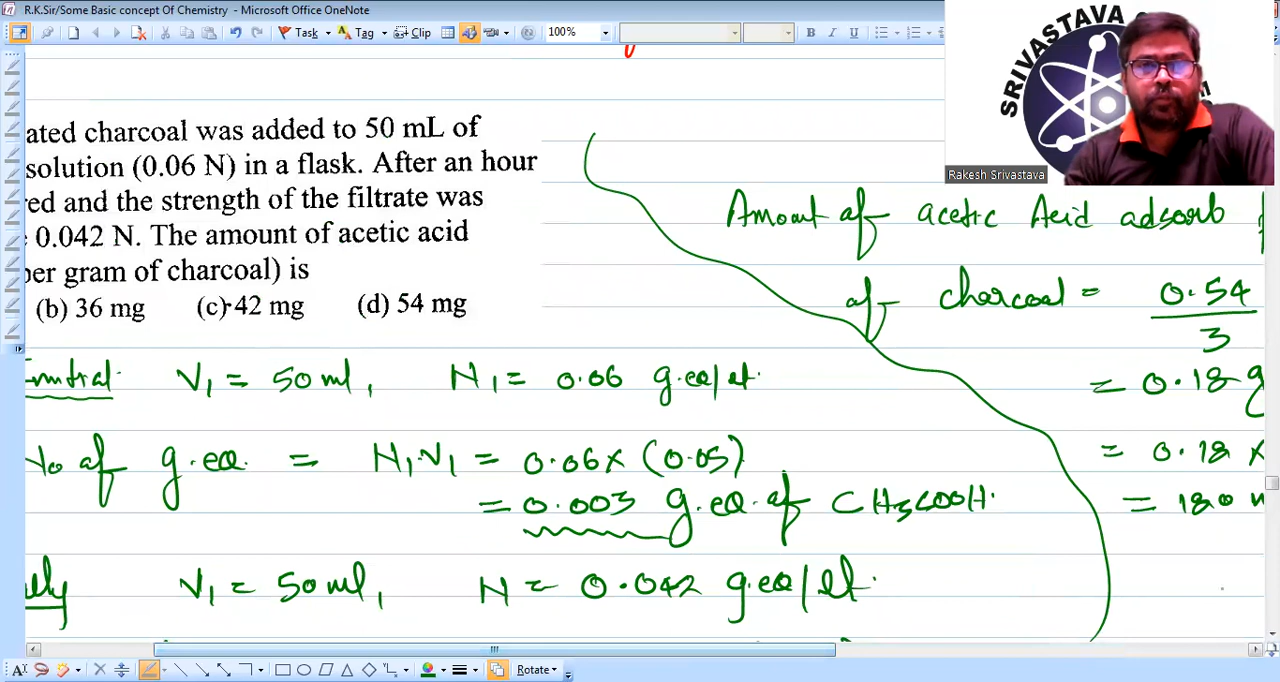 R.K.Sir/Some Basic concept Of Chemistry - Microsoft Office OneNote
Task
Tag
Clip
100%
B I U
SRIVASTAVA
Rakesh Srivastava
ated charcoal was added to 50 mL of
solution (0.06 N) in a flask. After an hour
red and the strength of the filtrate was
0.042 N. The amount of acetic acid
per gram of charcoal) is
(b) 36 mg (c) 42 mg (d) 54 mg
Amount of acetic Acid adsorb
of charcoal = 0.54
3
= 0.18 g
= 0.18 x
= 180
Initial V₁ = 50 ml, N₁ = 0.06 g.eq/lt.
No of g.eq. = N₁.V₁ = 0.06 x (0.05)
= 0.003 g.eq. of CH3COOH.
V₁ = 50 ml, N = 0.042 g.eq/lt.
Rotate